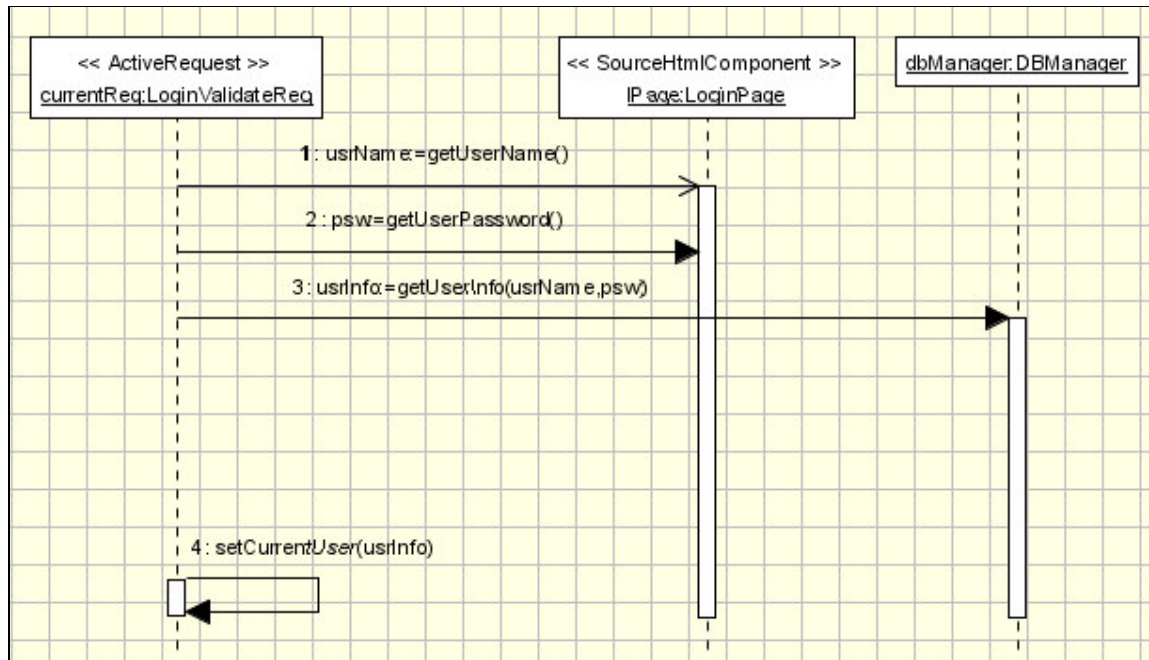 << ActiveRequest >>
currentReq:LoginValidateReq
<< SourceHtmlComponent >>
lPage:LoginPage
dbManager:DBManager
1: usrName:=getUserName()
2: psw:=getUserPassword()
3: usrInfo:=getUserInfo(usrName,psw)
4: setCurrentUser(usrInfo)